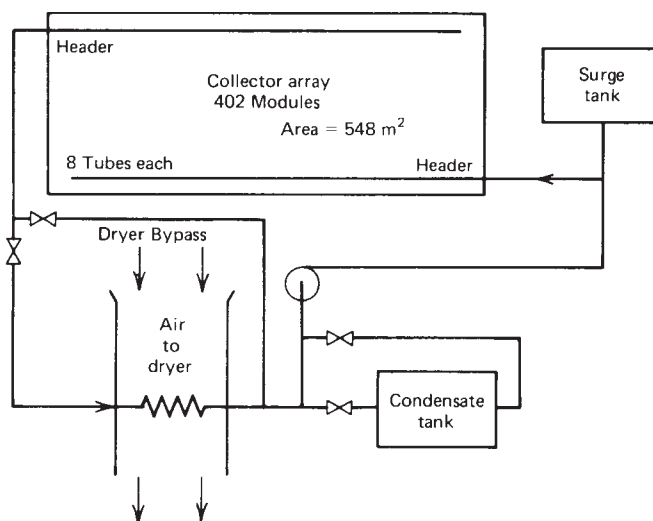 Header
Collector array
402 Modules
Area = 548 m²
8 Tubes each
Header
Surge
tank
Dryer Bypass
Air
to
dryer
Condensate
tank